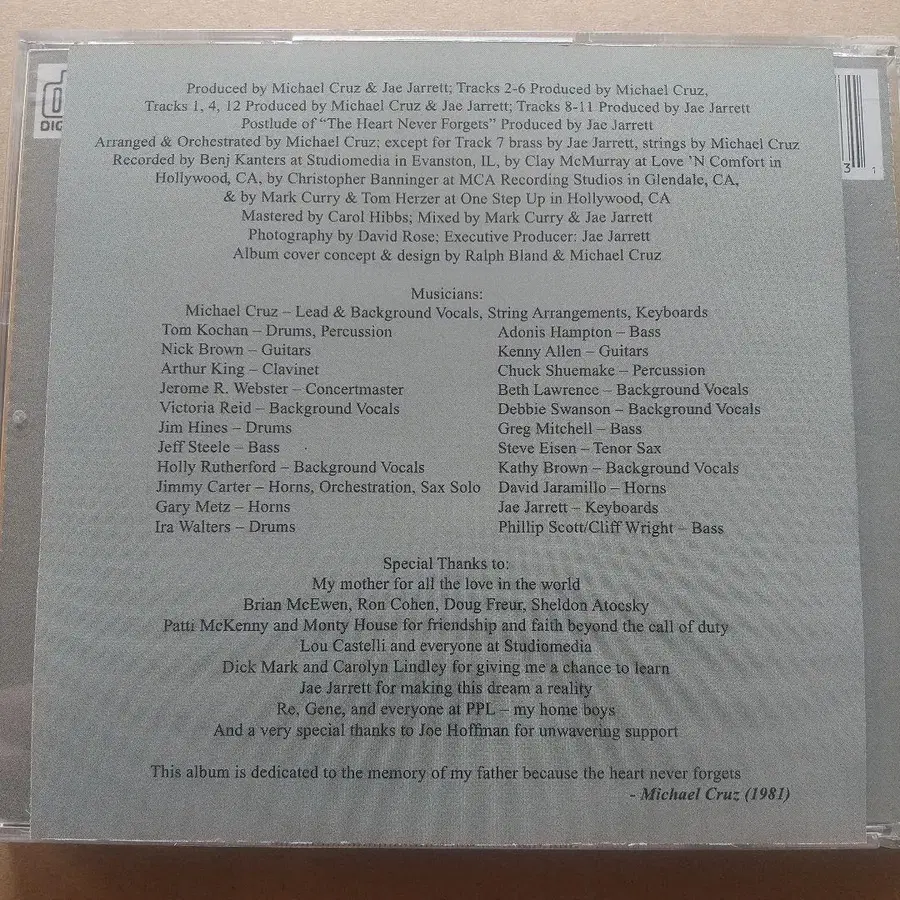 Produced by Michael Cruz & Jae Jarrett; Tracks 2-6 Produced by Michael Cruz,
Tracks 1, 4, 12 Produced by Michael Cruz & Jae Jarrett; Tracks 8-11 Produced by Jae Jarrett
Postlude of “The Heart Never Forgets” Produced by Jae Jarrett
Arranged & Orchestrated by Michael Cruz; except for Track 7 brass by Jae Jarrett, strings by Michael Cruz
Recorded by Benj Kanters at Studiomedia in Evanston, IL, by Clay McMurray at Love ’N Comfort in
Hollywood, CA, by Christopher Banninger at MCA Recording Studios in Glendale, CA,
& by Mark Curry & Tom Herzer at One Step Up in Hollywood, CA
Mastered by Carol Hibbs; Mixed by Mark Curry & Jae Jarrett
Photography by David Rose; Executive Producer: Jae Jarrett
Album cover concept & design by Ralph Bland & Michael Cruz
Musicians:
Michael Cruz – Lead & Background Vocals, String Arrangements, Keyboards
Tom Kochan – Drums, Percussion
Nick Brown – Guitars
Arthur King – Clavinet
Jerome R. Webster – Concertmaster
Victoria Reid – Background Vocals
Jim Hines – Drums
Jeff Steele – Bass
Holly Rutherford – Background Vocals
Jimmy Carter – Horns, Orchestration, Sax Solo
Gary Metz – Horns
Ira Walters – Drums
Adonis Hampton – Bass
Kenny Allen – Guitars
Chuck Shuemake – Percussion
Beth Lawrence – Background Vocals
Debbie Swanson – Background Vocals
Greg Mitchell – Bass
Steve Eisen – Tenor Sax
Kathy Brown – Background Vocals
David Jaramillo – Horns
Jae Jarrett – Keyboards
Phillip Scott/Cliff Wright – Bass
Special Thanks to:
My mother for all the love in the world
Brian McEwen, Ron Cohen, Doug Freur, Sheldon Atocsky
Patti McKenny and Monty House for friendship and faith beyond the call of duty
Lou Castelli and everyone at Studiomedia
Dick Mark and Carolyn Lindley for giving me a chance to learn
Jae Jarrett for making this dream a reality
Re, Gene, and everyone at PPL – my home boys
And a very special thanks to Joe Hoffman for unwavering support
This album is dedicated to the memory of my father because the heart never forgets
- Michael Cruz (1981)
3 1